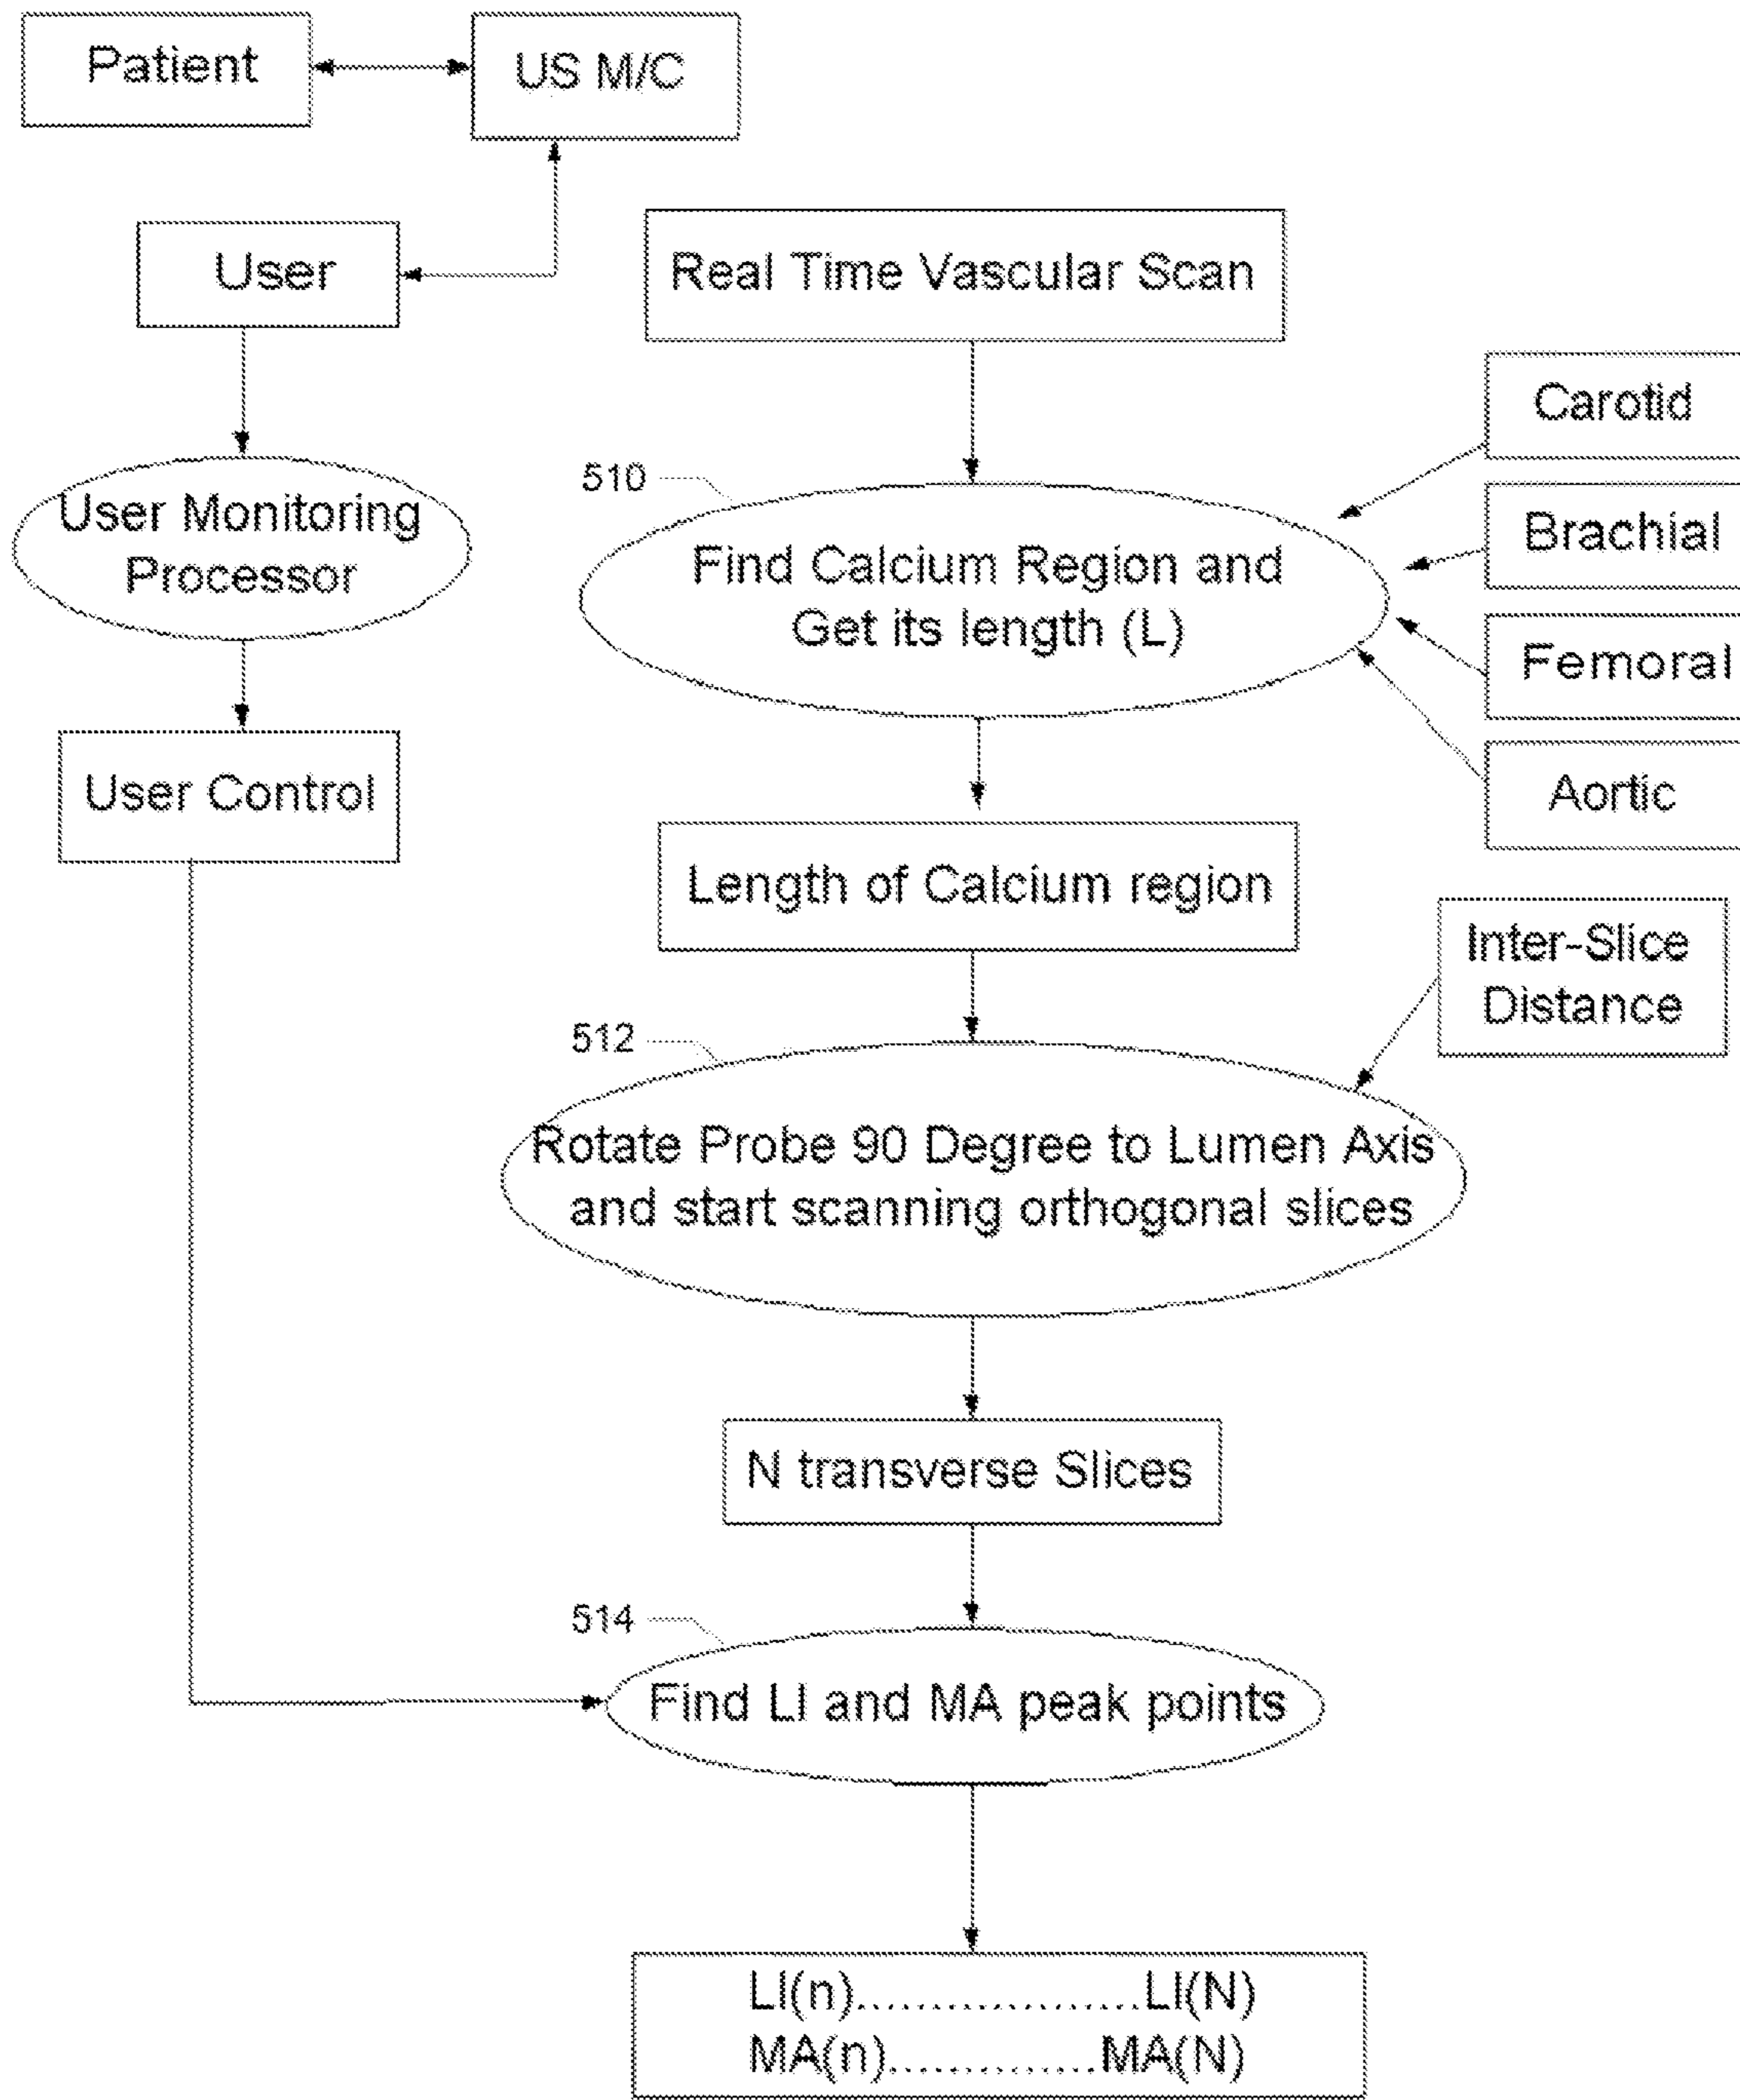 Patient
US M/C
User
Real Time Vascular Scan
Carotid
510
User Monitoring
Processor
Brachial
Find Calcium Region and
Get its length (L)
Femoral
User Control
Aortic
Length of Calcium region
Inter-Slice
Distance
512
Rotate Probe 90 Degree to Lumen Axis
and start scanning orthogonal slices
N transverse Slices
514
Find LI and MA peak points
LI(n)...................LI(N)
MA(n).............MA(N)